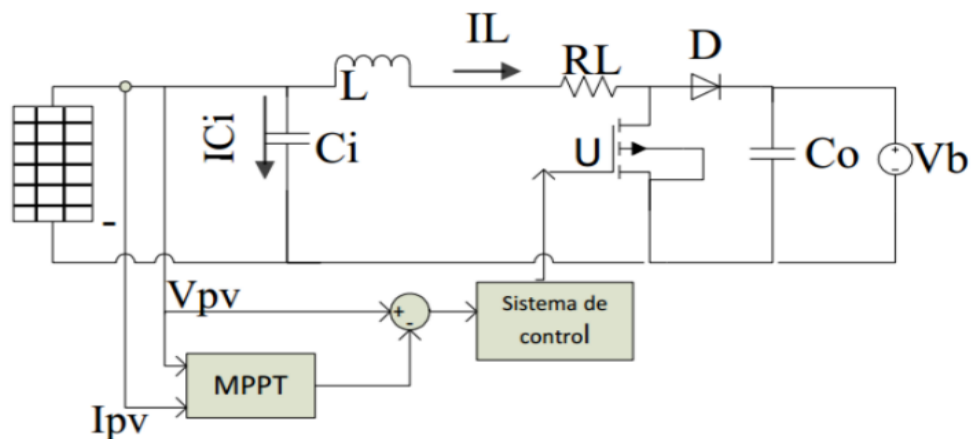 IL
D
RL
L
ICi
Ci
U
Co
Vb
+
-
-
Vpv
+
-
Sistema de
control
MPPT
Ipv